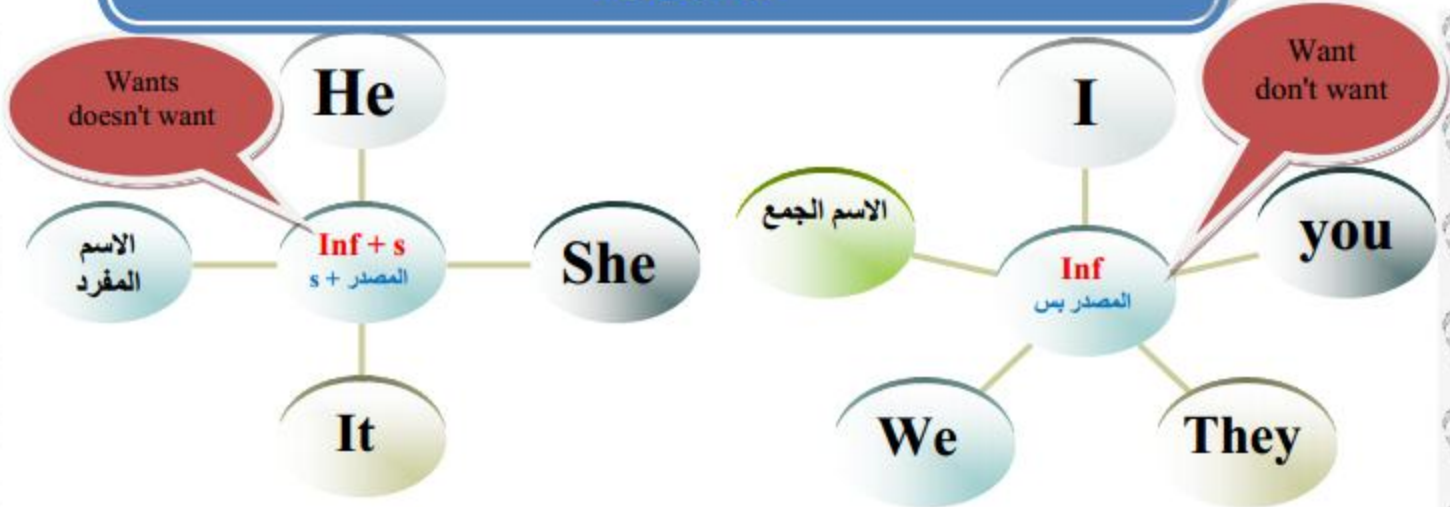 Wants
doesn't want
He
الاسم
المفرد
Inf + s
المصدر + s
She
It
Want
don't want
I
الاسم الجمع
Inf
المصدر بس
you
We
They